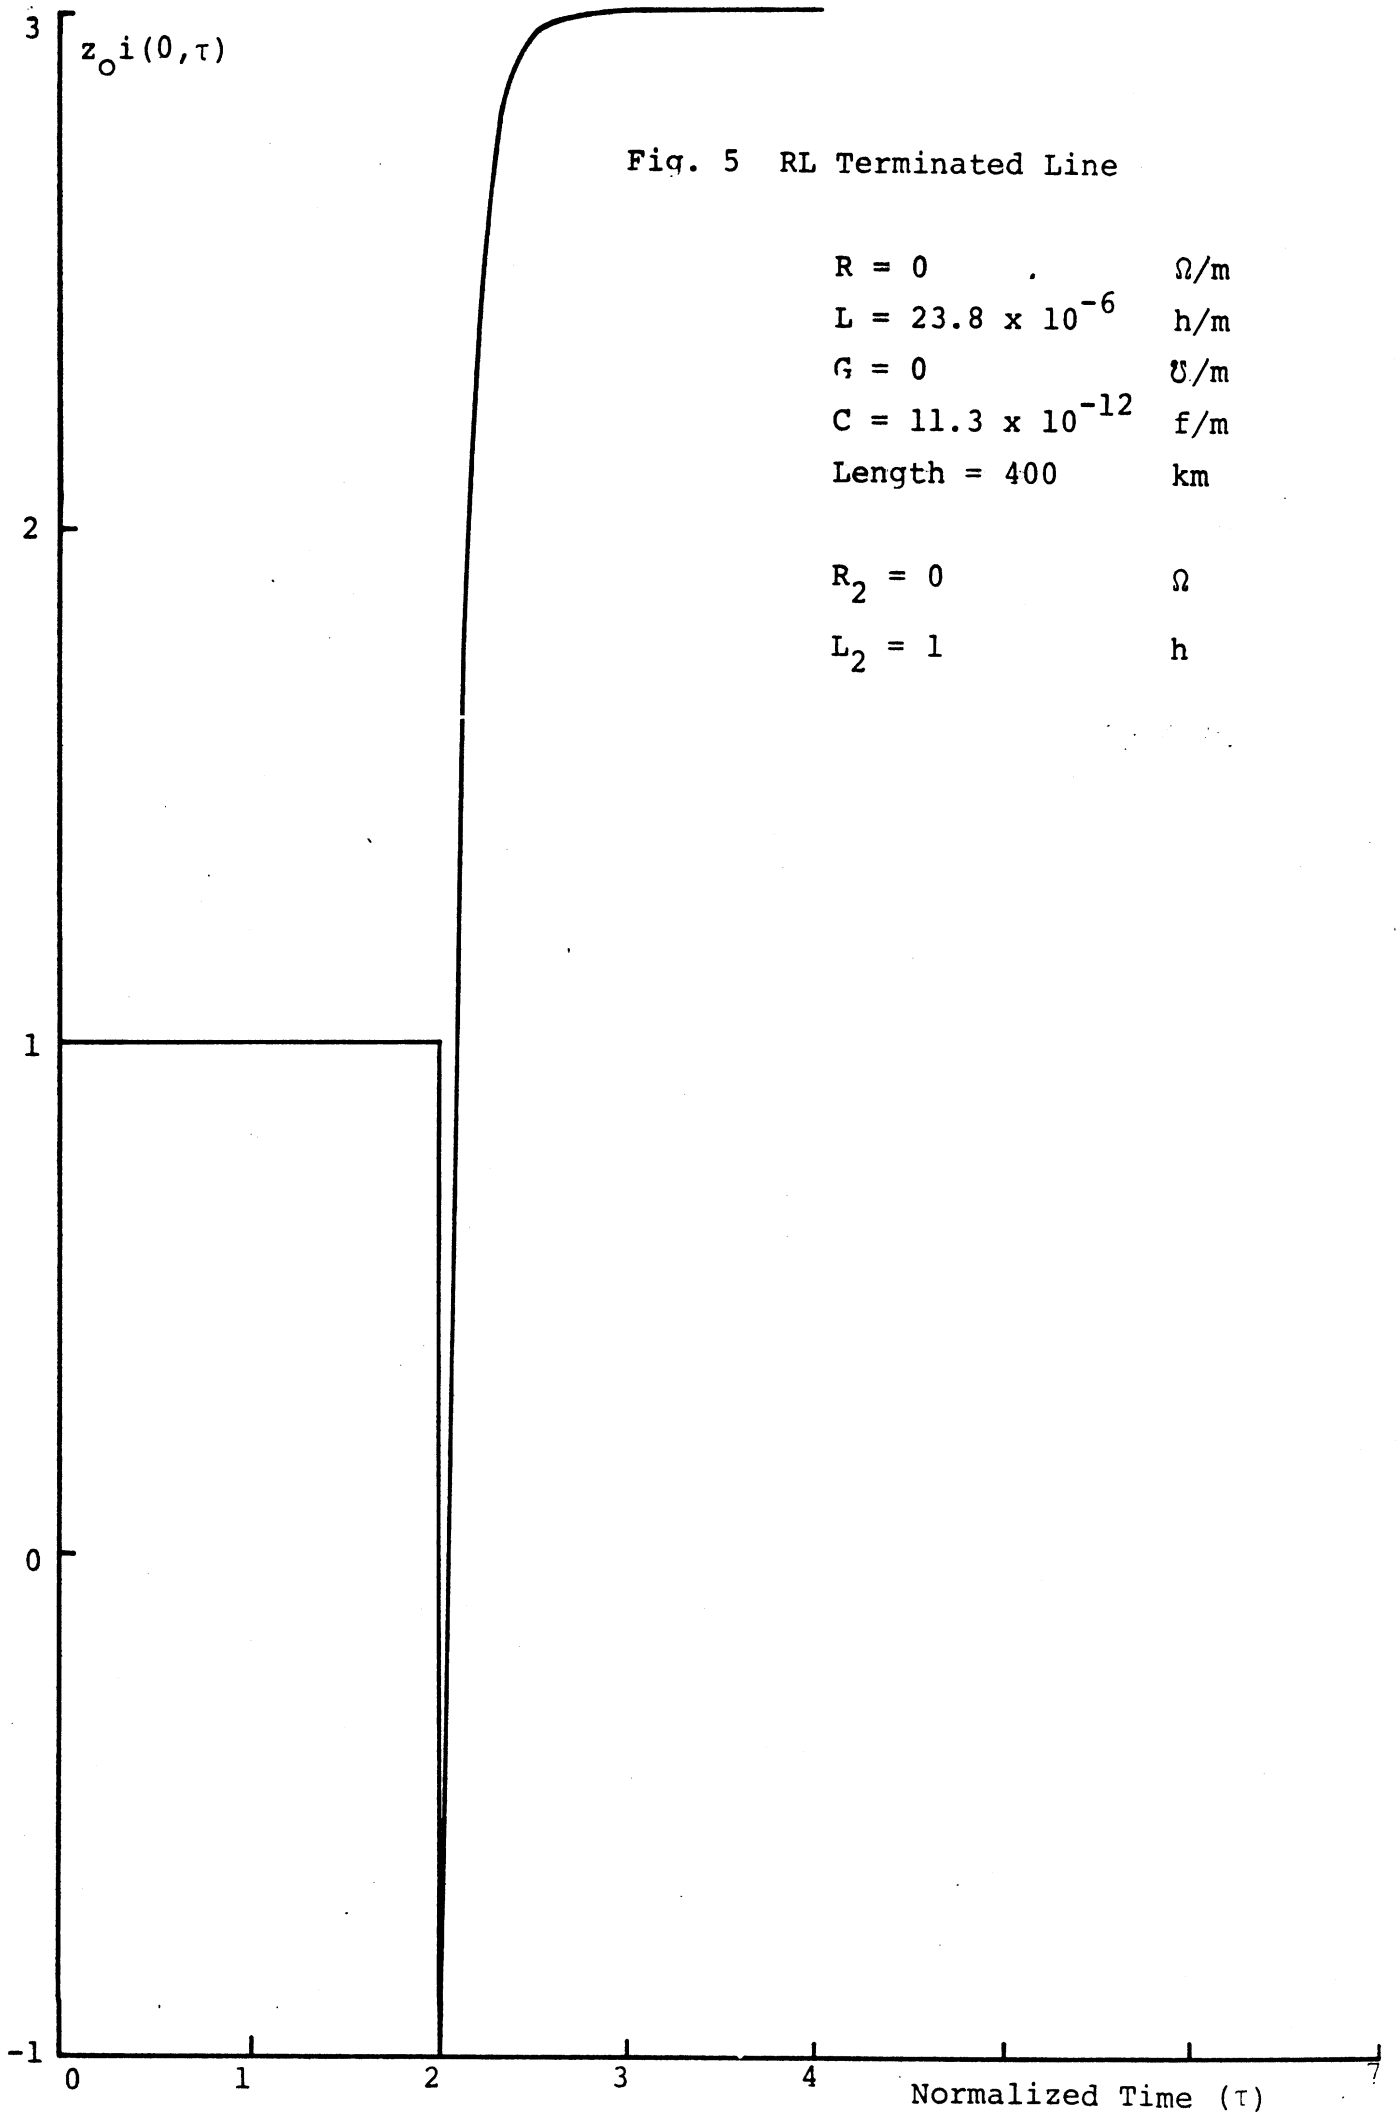 3
z₀i(0,τ)
Fig. 5 RL Terminated Line
R = 0 Ω/m
L = 23.8 x 10⁻⁶ h/m
G = 0 ℧/m
C = 11.3 x 10⁻¹² f/m
Length = 400 km
2
R₂ = 0 Ω
L₂ = 1 h
1
0
-1
0 1 2 3 4 7
Normalized Time (τ)